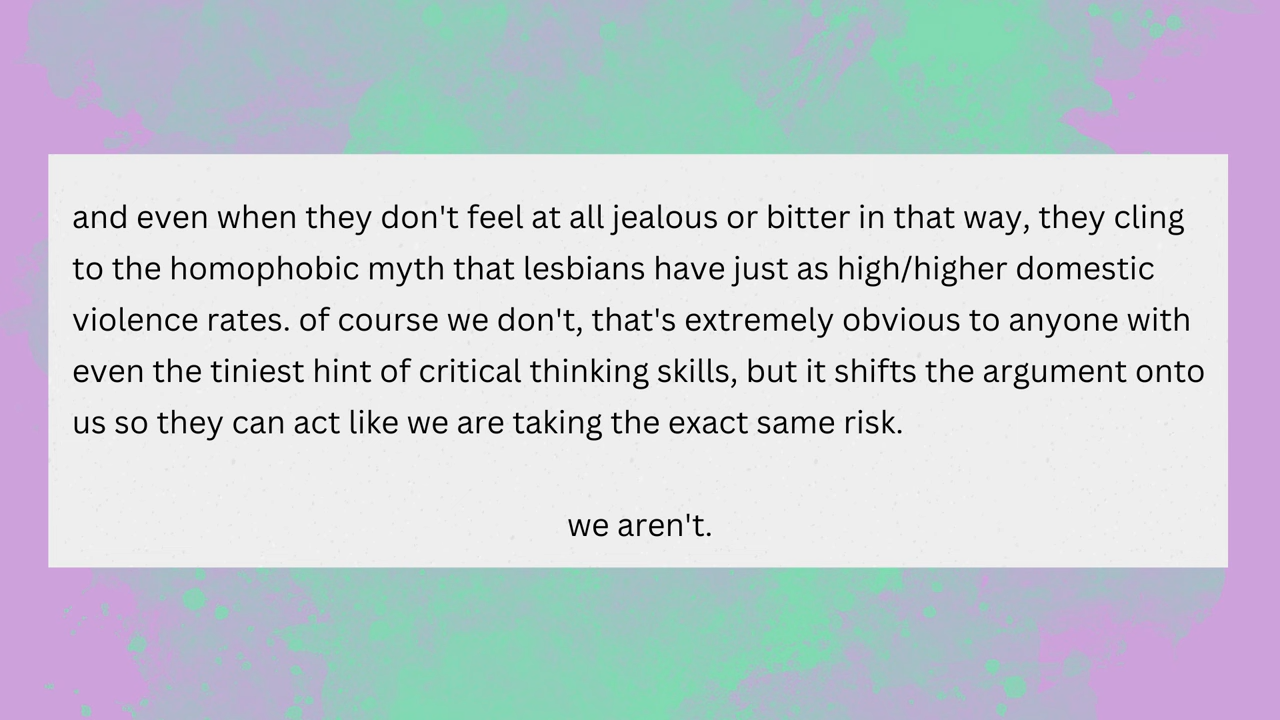 and even when they don't feel at all jealous or bitter in that way, they cling
to the homophobic myth that lesbians have just as high/higher domestic
violence rates. of course we don't, that's extremely obvious to anyone with
even the tiniest hint of critical thinking skills, but it shifts the argument onto
us so they can act like we are taking the exact same risk.
we aren't.